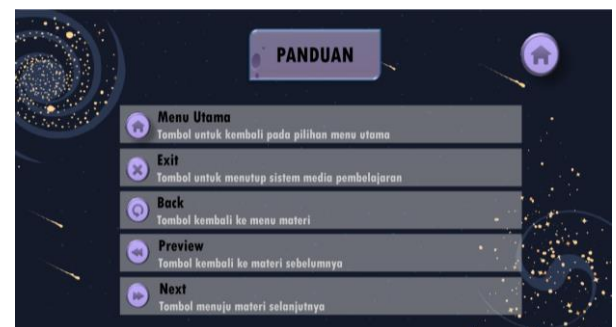 PANDUAN
Menu Utama
Tombol untuk kembali pada pilihan menu utama
Exit
Tombol untuk menutup sistem media pembelajaran
Back
Tombol kembali ke menu materi
Preview
Tombol kembali ke materi sebelumnya
Next
Tombol menuju materi selanjutnya